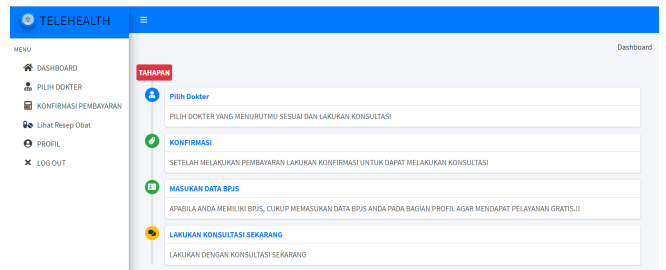 TELEHEALTH
MENU
DASHBOARD
PILIH DOKTER
KONFIRMASI PEMBAYARAN
Lihat Resep Obat
PROFIL
LOG OUT
Dashboard
TAHAPAN
Pilih Dokter
PILIH DOKTER YANG MENURUTMU SESUAI DAN LAKUKAN KONSULTASI
KONFIRMASI
SETELAH MELAKUKAN PEMBAYARAN LAKUKAN KONFIRMASI UNTUK DAPAT MELAKUKAN KONSULTASI
MASUKAN DATA BPJS
APABILA ANDA MEMILIKI BPJS, CUKUP MEMASUKAN DATA BPJS ANDA PADA BAGIAN PROFIL AGAR MENDAPAT PELAYANAN GRATIS.!!
LAKUKAN KONSULTASI SEKARANG
LAKUKAN DENGAN KONSULTASI SEKARANG